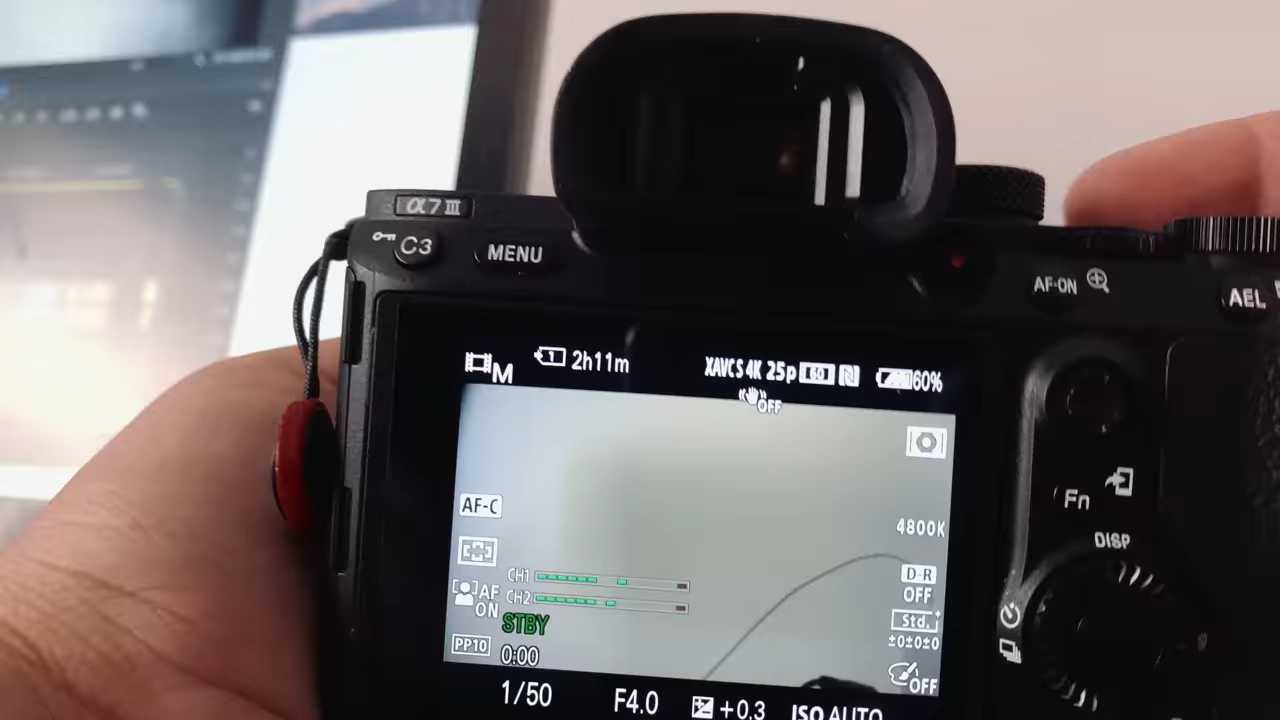 α7III
C3
MENU
AF-ON
AEL
M 1 2h11m XAVC S 4K 25p 60 N 60%
OFF
AF-C
4800K
Fn
DISP
CH1
D-R
OFF
AF
ON
CH2
Std.
STBY
±0±0±0
PP10
0:00
OFF
1/50 F4.0 +0.3 ISO AUTO